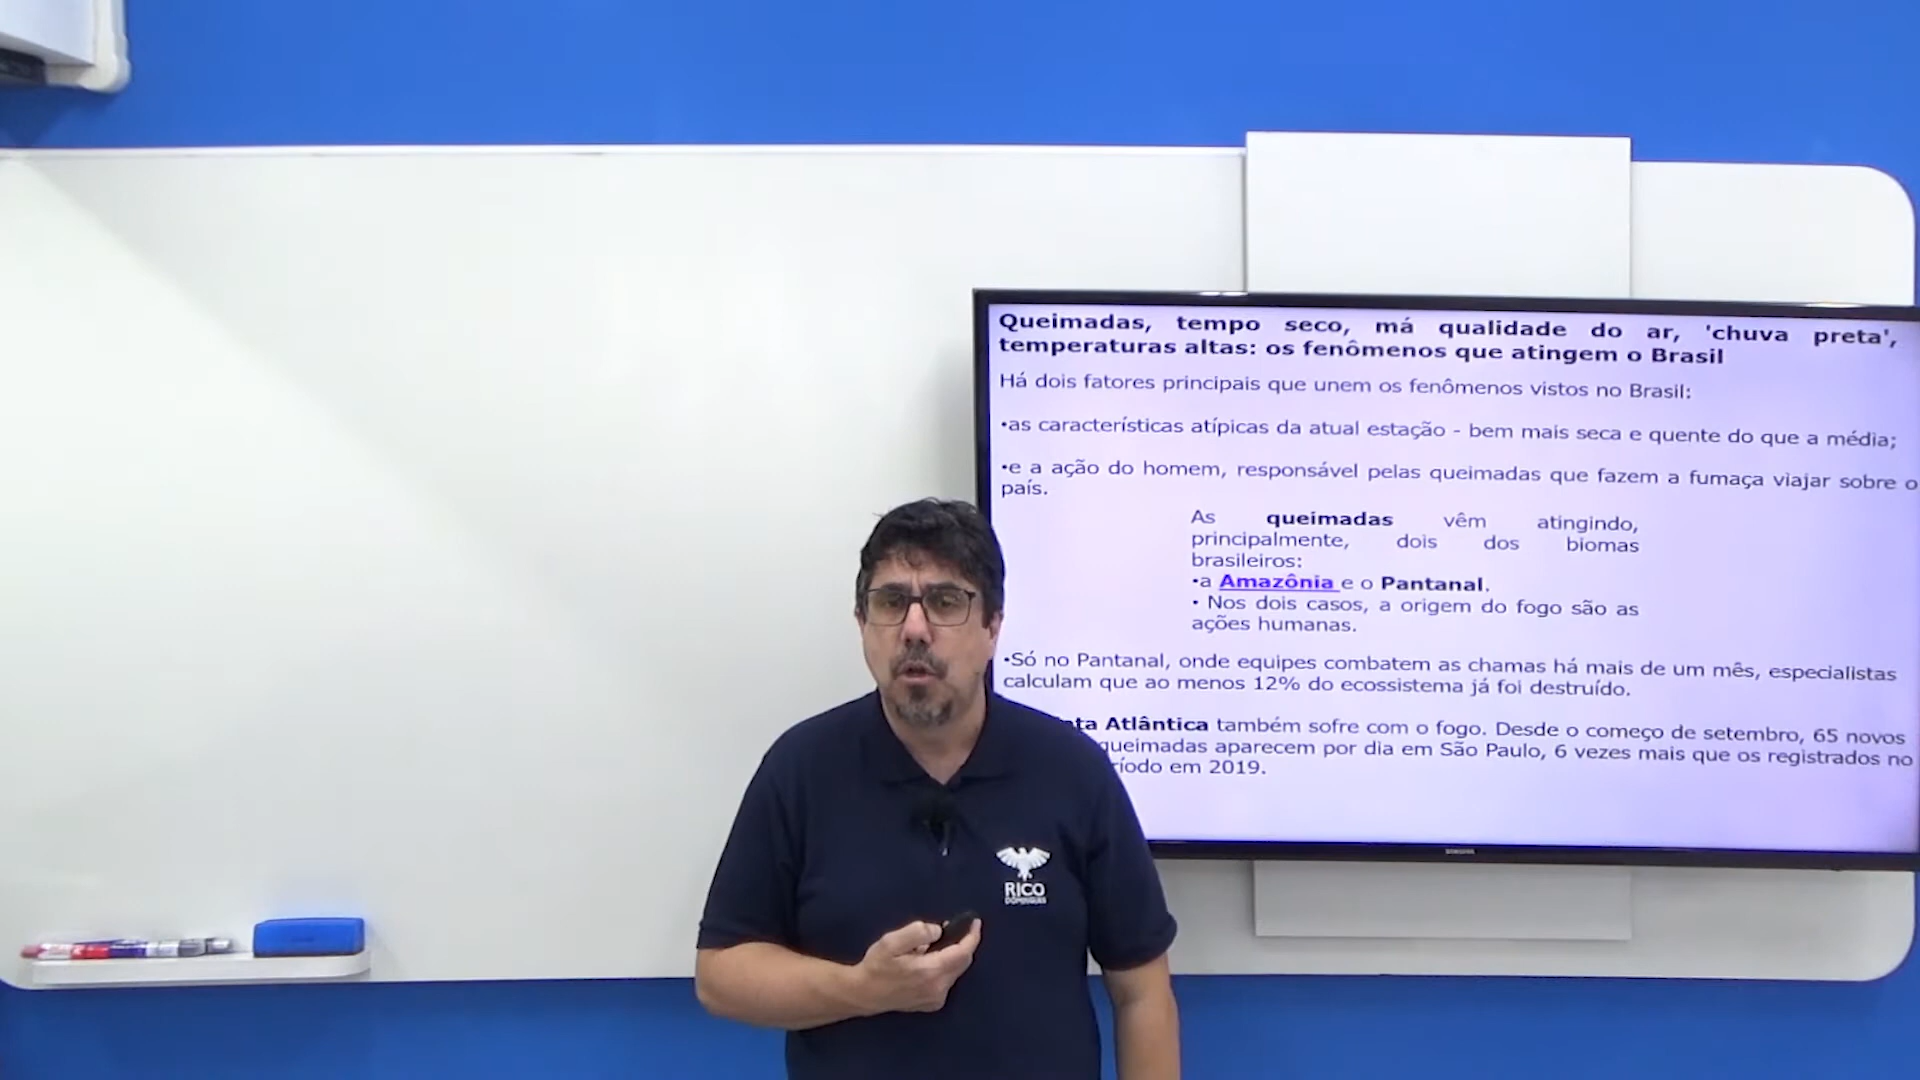 Queimadas, tempo seco, má qualidade do ar, 'chuva preta',
temperaturas altas: os fenômenos que atingem o Brasil
Há dois fatores principais que unem os fenômenos vistos no Brasil:
•as características atípicas da atual estação - bem mais seca e quente do que a média;
•e a ação do homem, responsável pelas queimadas que fazem a fumaça viajar sobre o
país.
As queimadas vêm atingindo,
principalmente, dois dos biomas
brasileiros:
•a Amazônia e o Pantanal.
• Nos dois casos, a origem do fogo são as
ações humanas.
•Só no Pantanal, onde equipes combatem as chamas há mais de um mês, especialistas
calculam que ao menos 12% do ecossistema já foi destruído.
Atlântica também sofre com o fogo. Desde o começo de setembro, 65 novos
queimadas aparecem por dia em São Paulo, 6 vezes mais que os registrados no
em 2019.
SAMSUNG
RICO
DOMINGUES